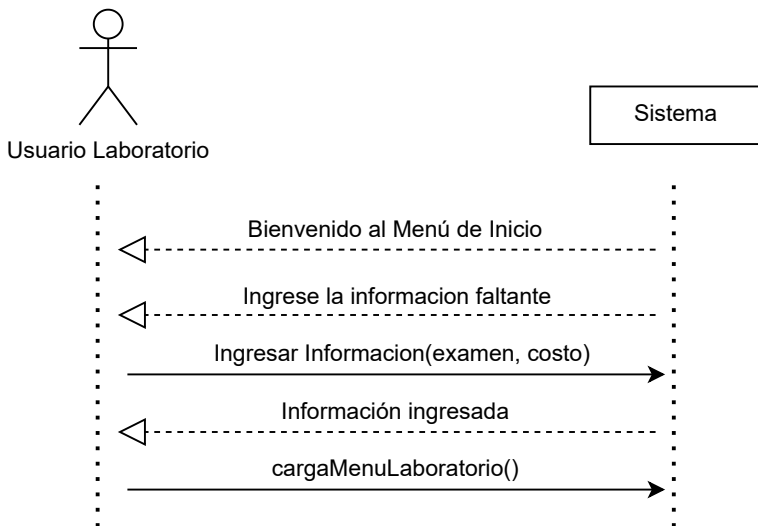 Usuario Laboratorio
Sistema
Bienvenido al Menú de Inicio
Ingrese la informacion faltante
Ingresar Informacion(examen, costo)
Información ingresada
cargaMenuLaboratorio()